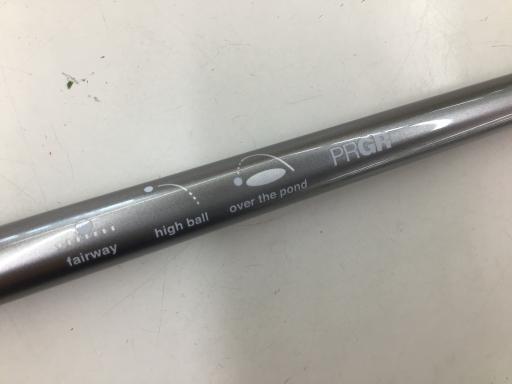 fairway
high ball
over the pond
PRGR